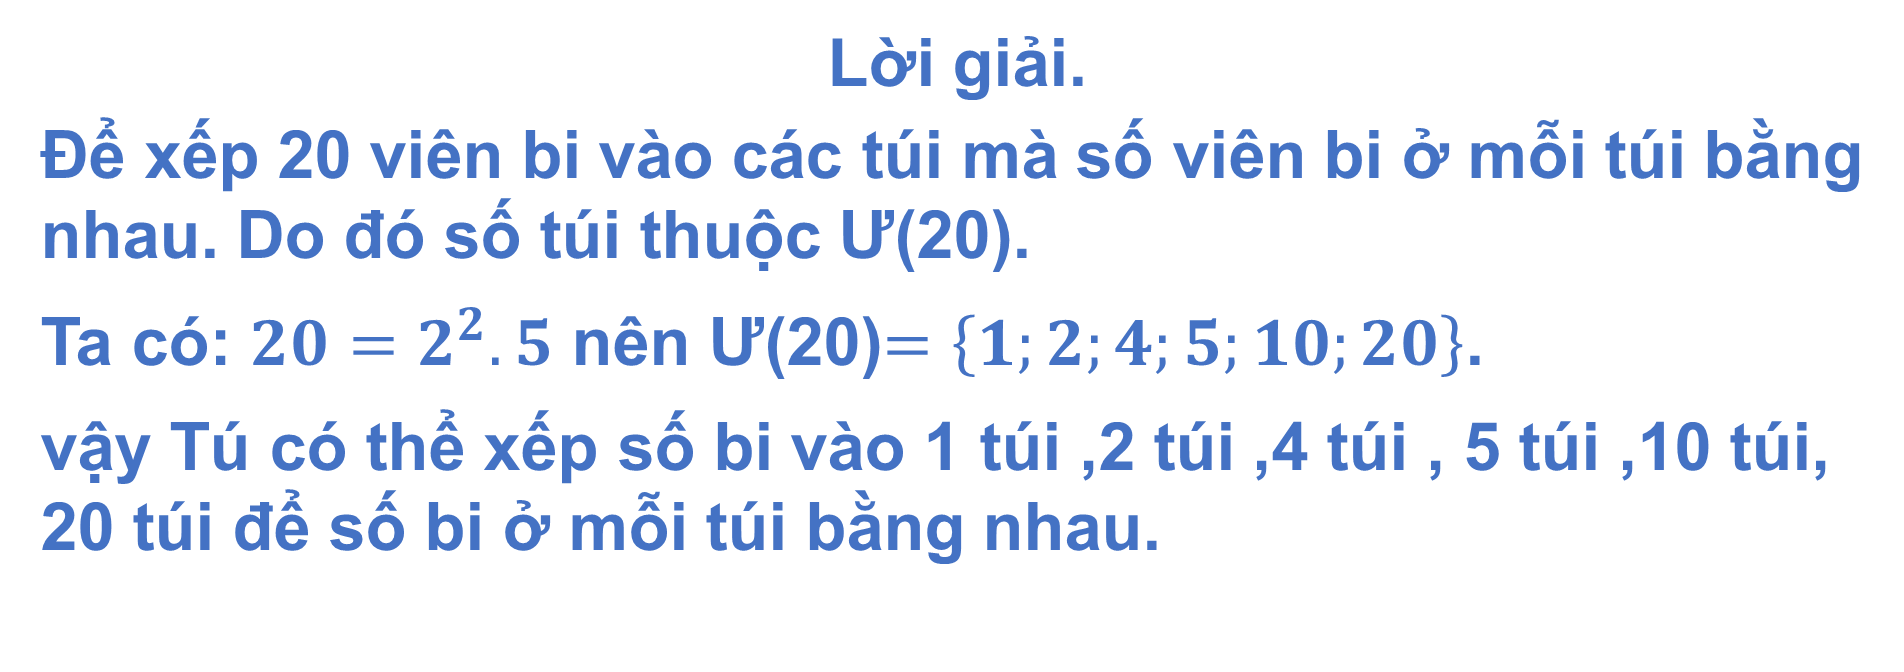 Lời giải.
Để xếp 20 viên bi vào các túi mà số viên bi ở mỗi túi bằng
nhau. Do đó số túi thuộc Ư(20).
Ta có: 20 = 2². 5 nên Ư(20)= {1; 2; 4; 5; 10; 20}.
vậy Tú có thể xếp số bi vào 1 túi ,2 túi ,4 túi , 5 túi ,10 túi,
20 túi để số bi ở mỗi túi bằng nhau.